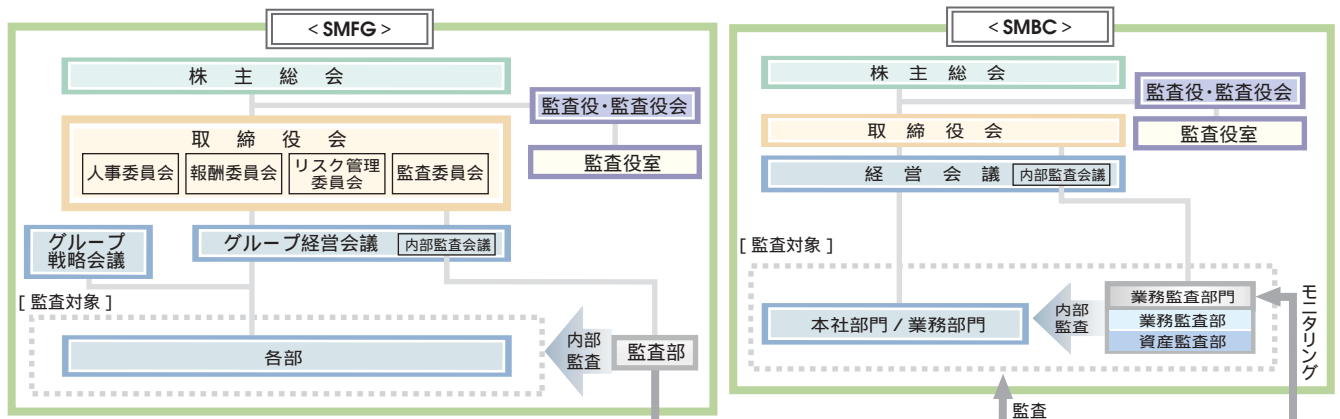 < SMFG >
株主総会
監査役・監査役会
取締役会
人事委員会
報酬委員会
リスク管理
委員会
監査委員会
監査役室
グループ
戦略会議
グループ経営会議
内部監査会議
[ 監査対象 ]
各部
内部
監査
監査部
< SMBC >
株主総会
監査役・監査役会
取締役会
監査役室
経営会議
内部監査会議
[ 監査対象 ]
本社部門 / 業務部門
内部
監査
業務監査部門
業務監査部
資産監査部
モニタリング
監査